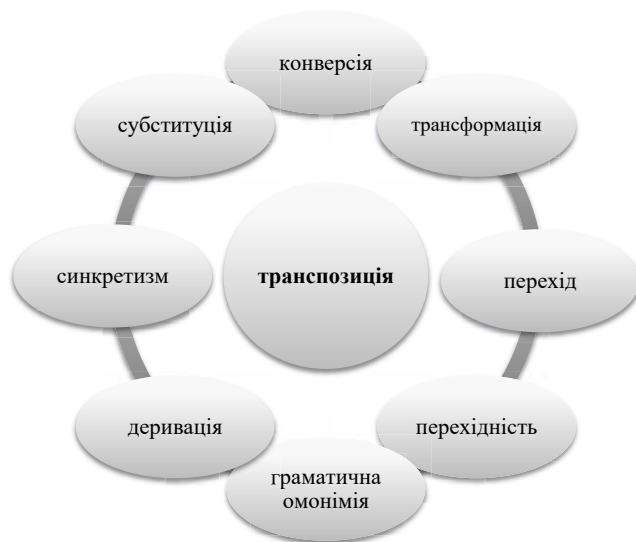 конверсія
субституція
трансформація
синкретизм
транспозиція
перехід
деривація
перехідність
граматична
омонімія